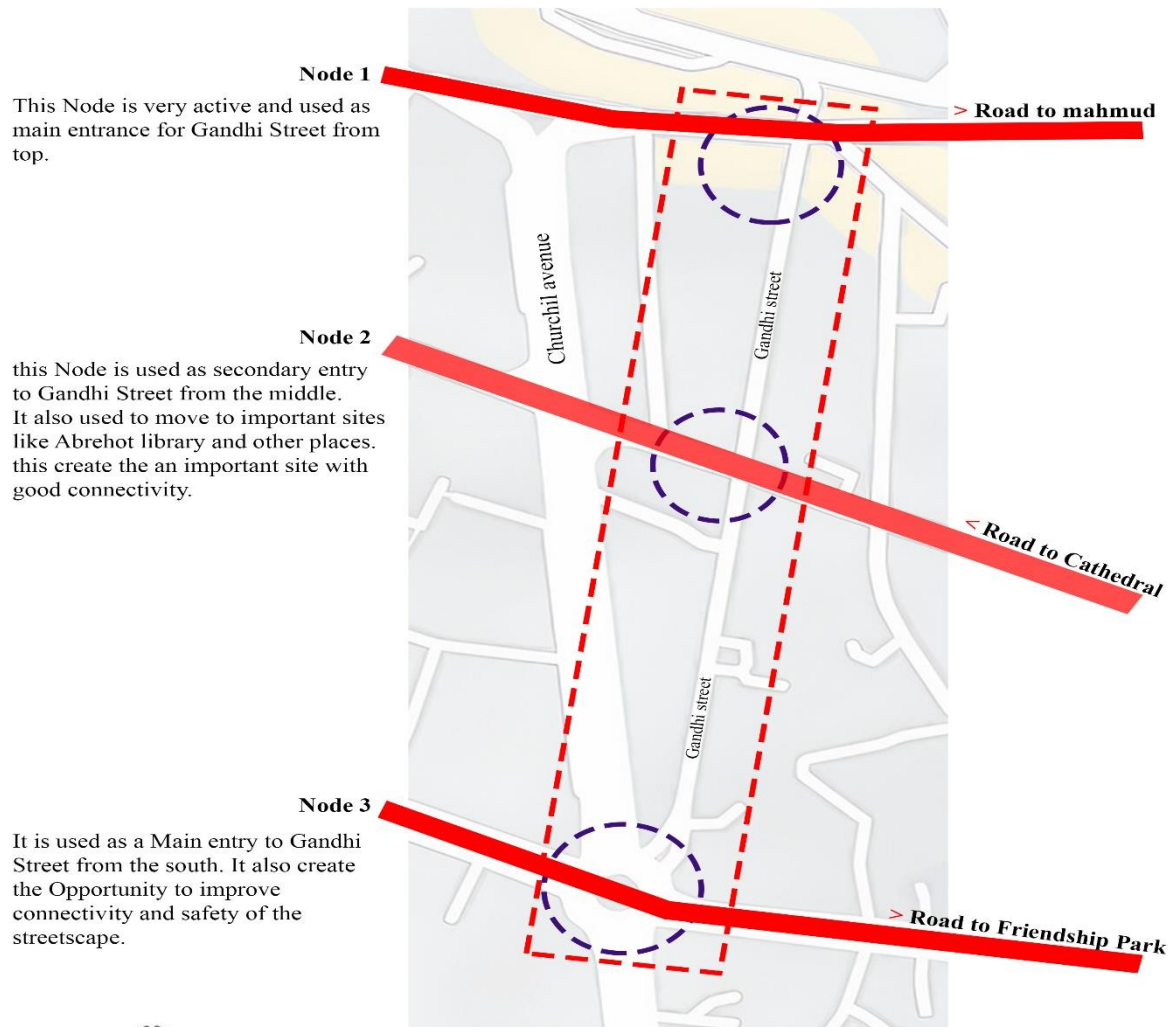 Node 1
This Node is very active and used as
main entrance for Gandhi Street from
top.
> Road to mahmud
Churchil avenue
Gandhi street
Node 2
this Node is used as secondary entry
to Gandhi Street from the middle.
It also used to move to important sites
like Abrehot library and other places.
this create the an important site with
good connectivity.
< Road to Cathedral
Gandhi street
Node 3
It is used as a Main entry to Gandhi
Street from the south. It also create
the Opportunity to improve
connectivity and safety of the
streetscape.
> Road to Friendship Park